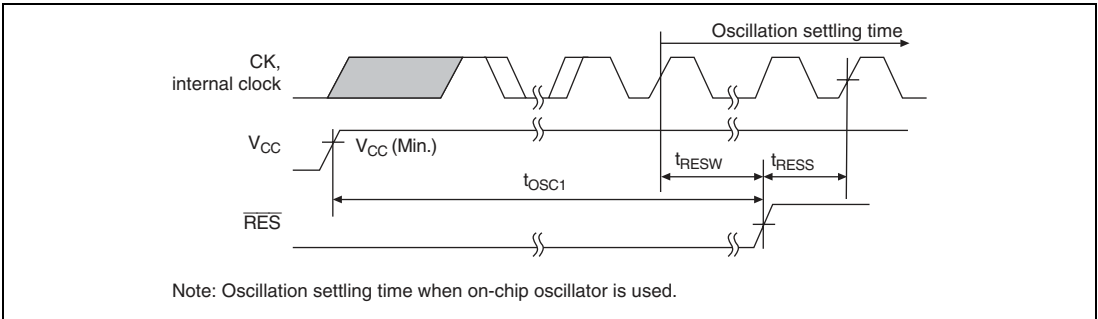 Oscillation settling time
CK,
internal clock
VCC
VCC (Min.)
tRESW
tRESS
tOSC1
RES
Note: Oscillation settling time when on-chip oscillator is used.